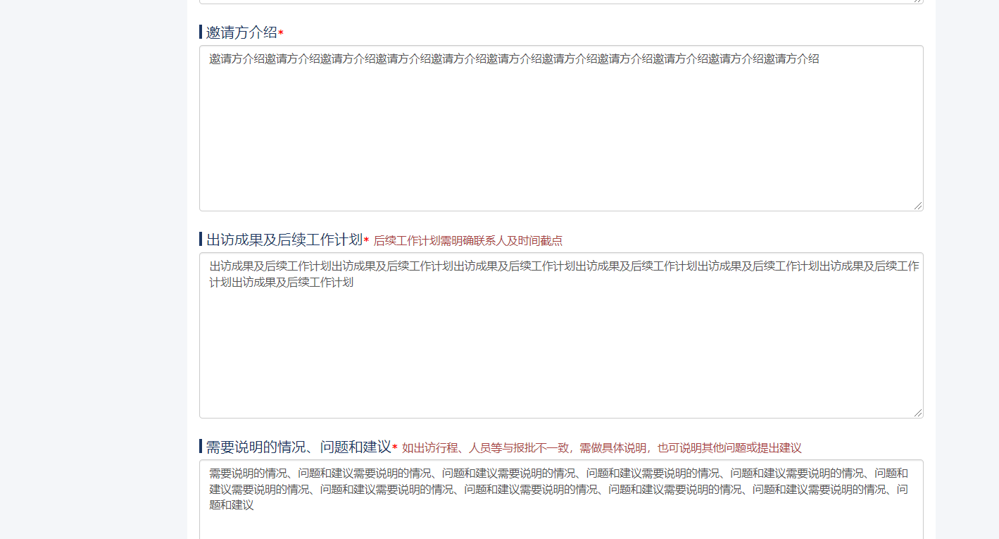 邀请方介绍*
邀请方介绍邀请方介绍邀请方介绍邀请方介绍邀请方介绍邀请方介绍邀请方介绍邀请方介绍邀请方介绍邀请方介绍邀请方介绍
出访成果及后续工作计划* 后续工作计划需明确联系人及时间截点
出访成果及后续工作计划出访成果及后续工作计划出访成果及后续工作计划出访成果及后续工作计划出访成果及后续工作计划出访成果及后续工作
计划出访成果及后续工作计划
需要说明的情况、问题和建议* 如出访行程、人员等与报批不一致，需做具体说明，也可说明其他问题或提出建议
需要说明的情况、问题和建议需要说明的情况、问题和建议需要说明的情况、问题和建议需要说明的情况、问题和建议需要说明的情况、问题和
建议需要说明的情况、问题和建议需要说明的情况、问题和建议需要说明的情况、问题和建议需要说明的情况、问题和建议需要说明的情况、问
题和建议